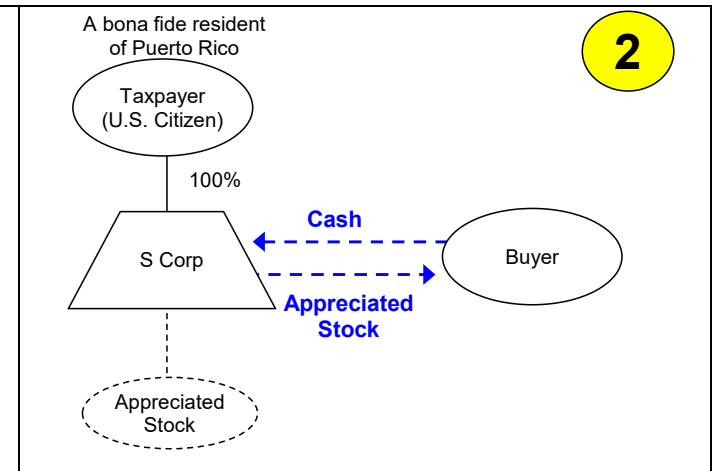 A bona fide resident
of Puerto Rico
2
Taxpayer
(U.S. Citizen)
100%
Cash
S Corp
Buyer
Appreciated
Stock
Appreciated
Stock